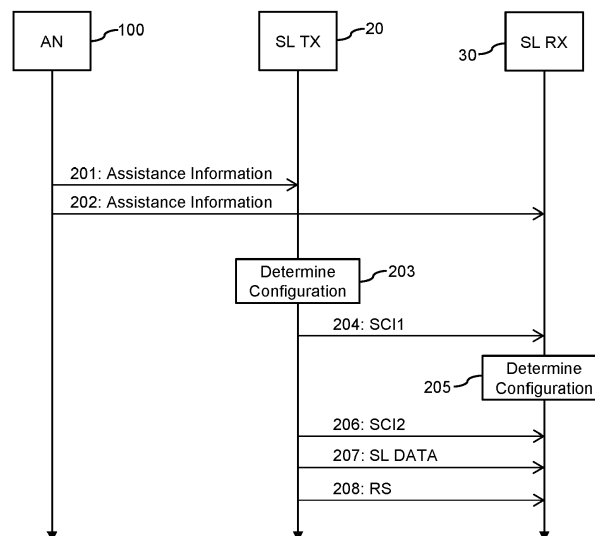 AN
100
SL TX
20
30
SL RX
201: Assistance Information
202: Assistance Information
Determine
Configuration
203
204: SCI1
Determine
Configuration
205
206: SCI2
207: SL DATA
208: RS